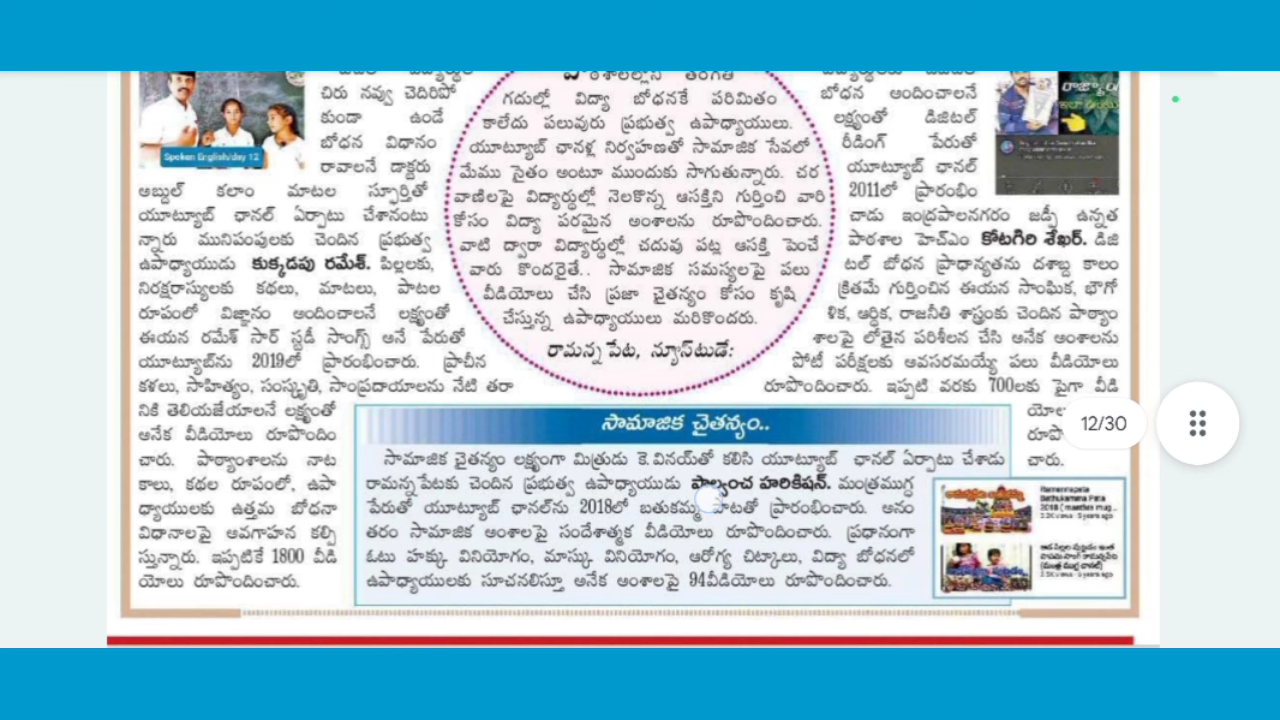 చిరు నవ్వు చెదిరిపో
కుండా ఉండే
బోధన విధానం
రావాలనే డాక్టరు
అబ్దుల్ కలాం మాటల స్ఫూర్తితో
యూట్యూబ్ ఛానల్ ఏర్పాటు చేశానంటు
న్నారు మునిపంపులకు చెందిన ప్రభుత్వ
ఉపాధ్యాయుడు కుక్కడపు రమేశ్. పిల్లలకు,
నిరక్షరాస్యులకు కథలు, మాటలు, పాటల
రూపంలో విజ్ఞానం అందించాలనే లక్ష్యంతో
ఈయన రమేశ్ సార్ స్టడీ సాంగ్స్ అనే పేరుతో
యూట్యూబ్‌ను 2019లో ప్రారంభించారు. ప్రాచీన
కళలు, సాహిత్యం, సంస్కృతి, సాంప్రదాయాలను నేటి తరా
నికి తెలియజేయాలనే లక్ష్యంతో
అనేక వీడియోలు రూపొందిం
చారు. పాఠ్యాంశాలను నాట
కాలు, కథల రూపంలో, ఉపా
ధ్యాయులకు ఉత్తమ బోధనా
విధానాలపై అవగాహన కల్పి
స్తున్నారు. ఇప్పటికే 1800 వీడి
యోలు రూపొందించారు.
Spoken English/day 12
ఠశాలల్లోని తరగతి
గదుల్లో విద్యా బోధనకే పరిమితం
కాలేదు పలువురు ప్రభుత్వ ఉపాధ్యాయులు.
యూట్యూబ్ ఛానళ్ల నిర్వహణతో సామాజిక సేవలో
మేము సైతం అంటూ ముందుకు సాగుతున్నారు. చర
వాణిలపై విద్యార్థుల్లో నెలకొన్న ఆసక్తిని గుర్తించి వారి
కోసం విద్యా పరమైన అంశాలను రూపొందించారు.
వాటి ద్వారా విద్యార్థుల్లో చదువు పట్ల ఆసక్తి పెంచే
వారు కొందరైతే.. సామాజిక సమస్యలపై పలు
వీడియోలు చేసి ప్రజా చైతన్యం కోసం కృషి
చేస్తున్న ఉపాధ్యాయులు మరికొందరు.
రామన్నపేట, న్యూస్‌టుడే:
బోధన అందించాలనే
లక్ష్యంతో డిజిటల్
రీడింగ్ పేరుతో
యూట్యూబ్ ఛానల్
2011లో ప్రారంభిం
చాడు ఇంద్రపాలనగరం జడ్పీ ఉన్నత
పాఠశాల హెచ్‌ఎం కోటగిరి శేఖర్. డిజి
టల్ బోధన ప్రాధాన్యతను దశాబ్ద కాలం
క్రితమే గుర్తించిన ఈయన సాంఘిక, భౌగో
ళిక, ఆర్థిక, రాజనీతి శాస్త్రంకు చెందిన పాఠ్యాం
శాలపై లోతైన పరిశీలన చేసి అనేక అంశాలను
పోటీ పరీక్షలకు అవసరమయ్యే పలు వీడియోలు
రూపొందించారు. ఇప్పటి వరకు 700లకు పైగా వీడి
చారు.
సామాజిక చైతన్యం..
సామాజిక చైతన్యం లక్ష్యంగా మిత్రుడు కె.వినయ్‌తో కలిసి యూట్యూబ్ ఛానల్ ఏర్పాటు చేశాడు
రామన్నపేటకు చెందిన ప్రభుత్వ ఉపాధ్యాయుడు పాల్వంచ హరికిషన్. మంత్రముగ్ధ
పేరుతో యూట్యూబ్ ఛానల్‌ను 2018లో బతుకమ్మ పాటతో ప్రారంభించారు. అనం
తరం సామాజిక అంశాలపై సందేశాత్మక వీడియోలు రూపొందించారు. ప్రధానంగా
ఓటు హక్కు వినియోగం, మాస్కు వినియోగం, ఆరోగ్య చిట్కాలు, విద్యా బోధనలో
ఉపాధ్యాయులకు సూచనలిస్తూ అనేక అంశాలపై 94వీడియోలు రూపొందించారు.
12/30